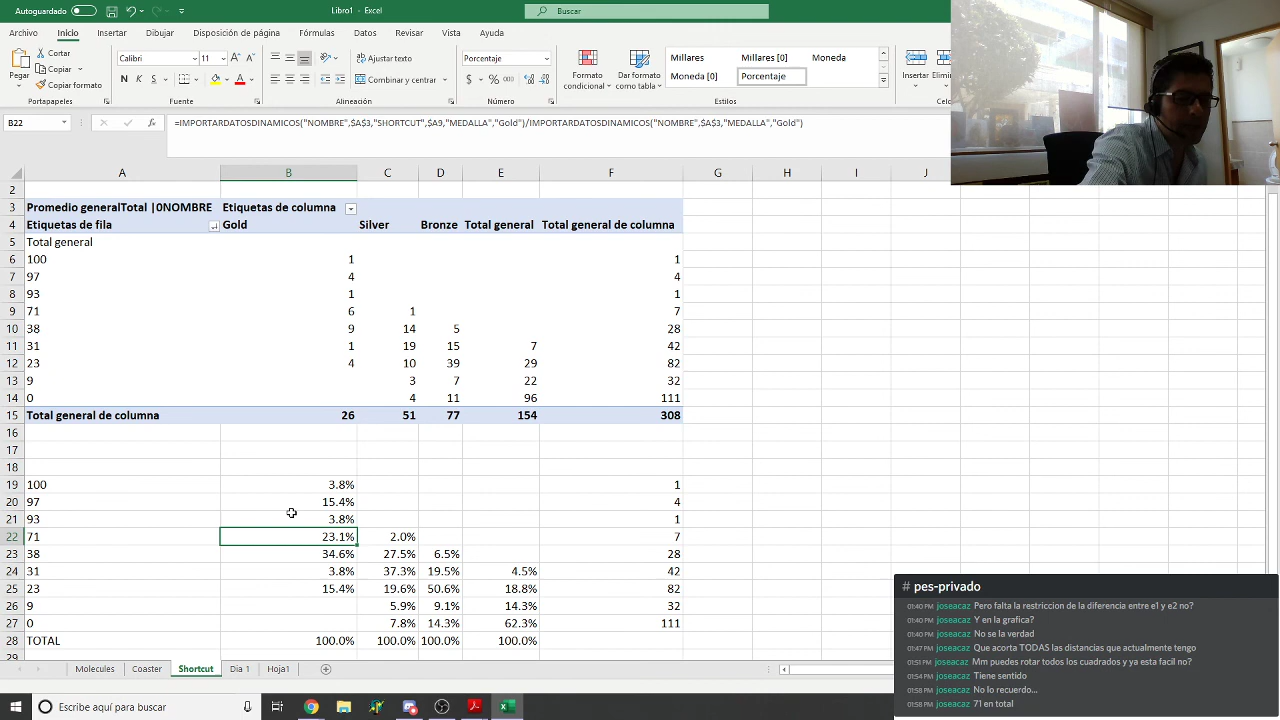 Autoguardado
Libro1 - Excel
Buscar
Archivo Inicio Inserción Disposición de página Fórmulas Datos Revisar Vista Ayuda
Pegar
Cortar
Copiar
Copiar formato
Portapapeles
Calibri 11
N K S
Fuente
Ajustar texto
Combinar y centrar
Alineación
Porcentaje
$ % 000
Número
Formato condicional
Dar formato como tabla
Millares Millares [0] Moneda
Moneda [0] Porcentaje
Estilos
Insertar
B22
=IMPORTARDATOSDINAMICOS("NOMBRE",$A$3,"SHORTCUT",$A9,"MEDALLA","Gold")/IMPORTARDATOSDINAMICOS("NOMBRE",$A$3,"MEDALLA","Gold")
A B C D E F G H I J
2
3 Promedio generalTotal |0NOMBRE Etiquetas de columna
4 Etiquetas de fila Gold Silver Bronze Total general Total general de columna
5 Total general
6 100 1 1
7 97 4 4
8 93 1 1
9 71 6 1 7
10 38 9 14 5 28
11 31 1 19 15 7 42
12 23 4 10 39 29 82
13 9 3 7 22 32
14 0 4 11 96 111
15 Total general de columna 26 51 77 154 308
16
17
18
19 100 3.8% 1
20 97 15.4% 4
21 93 3.8% 1
22 71 23.1% 2.0% 7
23 38 34.6% 27.5% 6.5% 28
24 31 3.8% 37.3% 19.5% 4.5% 42
25 23 15.4% 19.6% 50.6% 18.8% 82
26 9 5.9% 9.1% 14.3% 32
27 0 7.8% 14.3% 62.3% 111
28 TOTAL 100.0% 100.0% 100.0% 100.0%
29
Molecules Coaster Shortcut Dia 1 Hoja1
# pes-privado
01:40 PM joseacaz Pero falta la restriccion de la diferencia entre e1 y e2 no?
01:40 PM joseacaz Y en la grafica?
01:40 PM joseacaz No se la verdad
01:47 PM joseacaz Que acorta TODAS las distancias que actualmente tengo
01:51 PM joseacaz Mm puedes rotar todos los cuadrados y ya esta facil no?
01:54 PM joseacaz Tiene sentido
01:58 PM joseacaz No lo recuerdo...
01:58 PM joseacaz 71 en total
Escribe aquí para buscar